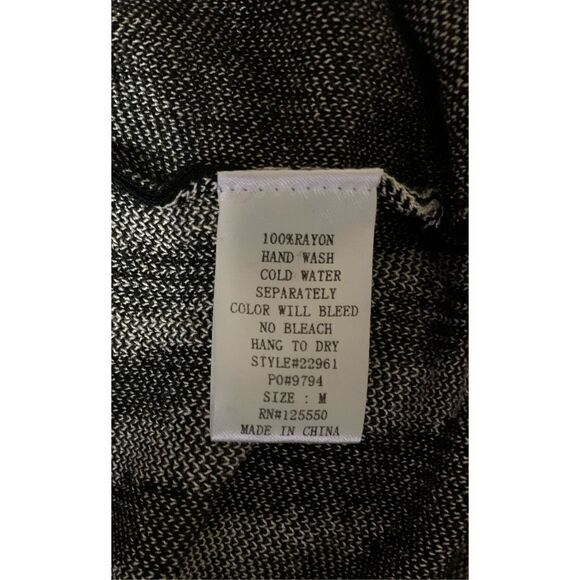 100%RAYON
HAND WASH
COLD WATER
SEPARATELY
COLOR WILL BLEED
NO BLEACH
HANG TO DRY
STYLE#22961
PO#9794
SIZE : M
RN#125550
MADE IN CHINA